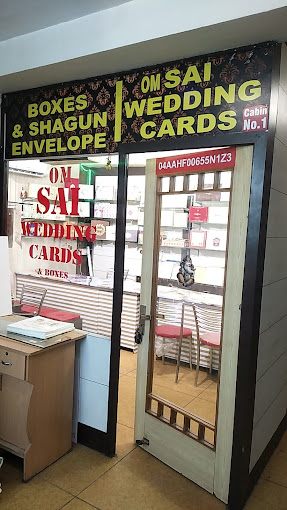 BOXES
& SHAGUN
ENVELOPE
OM SAI
WEDDING
CARDS
Cabin
No.1
04AAHF00655N1Z3
OM
SAI
WEDDING
CARDS
& BOXES